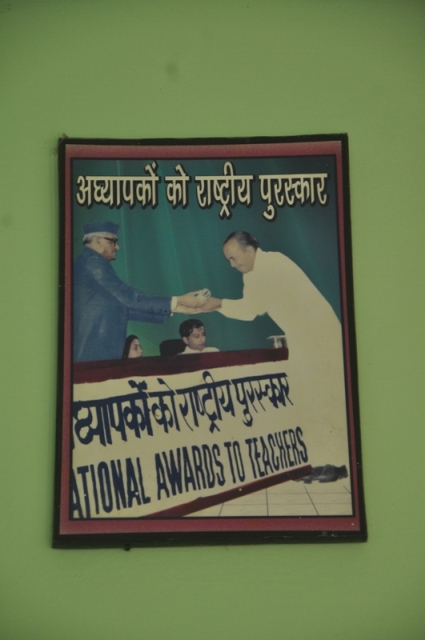 अध्यापकों को राष्ट्रीय पुरस्कार
ध्यापकों को राष्ट्रीय पुरस्कार
ATIONAL AWARDS TO TEACHERS